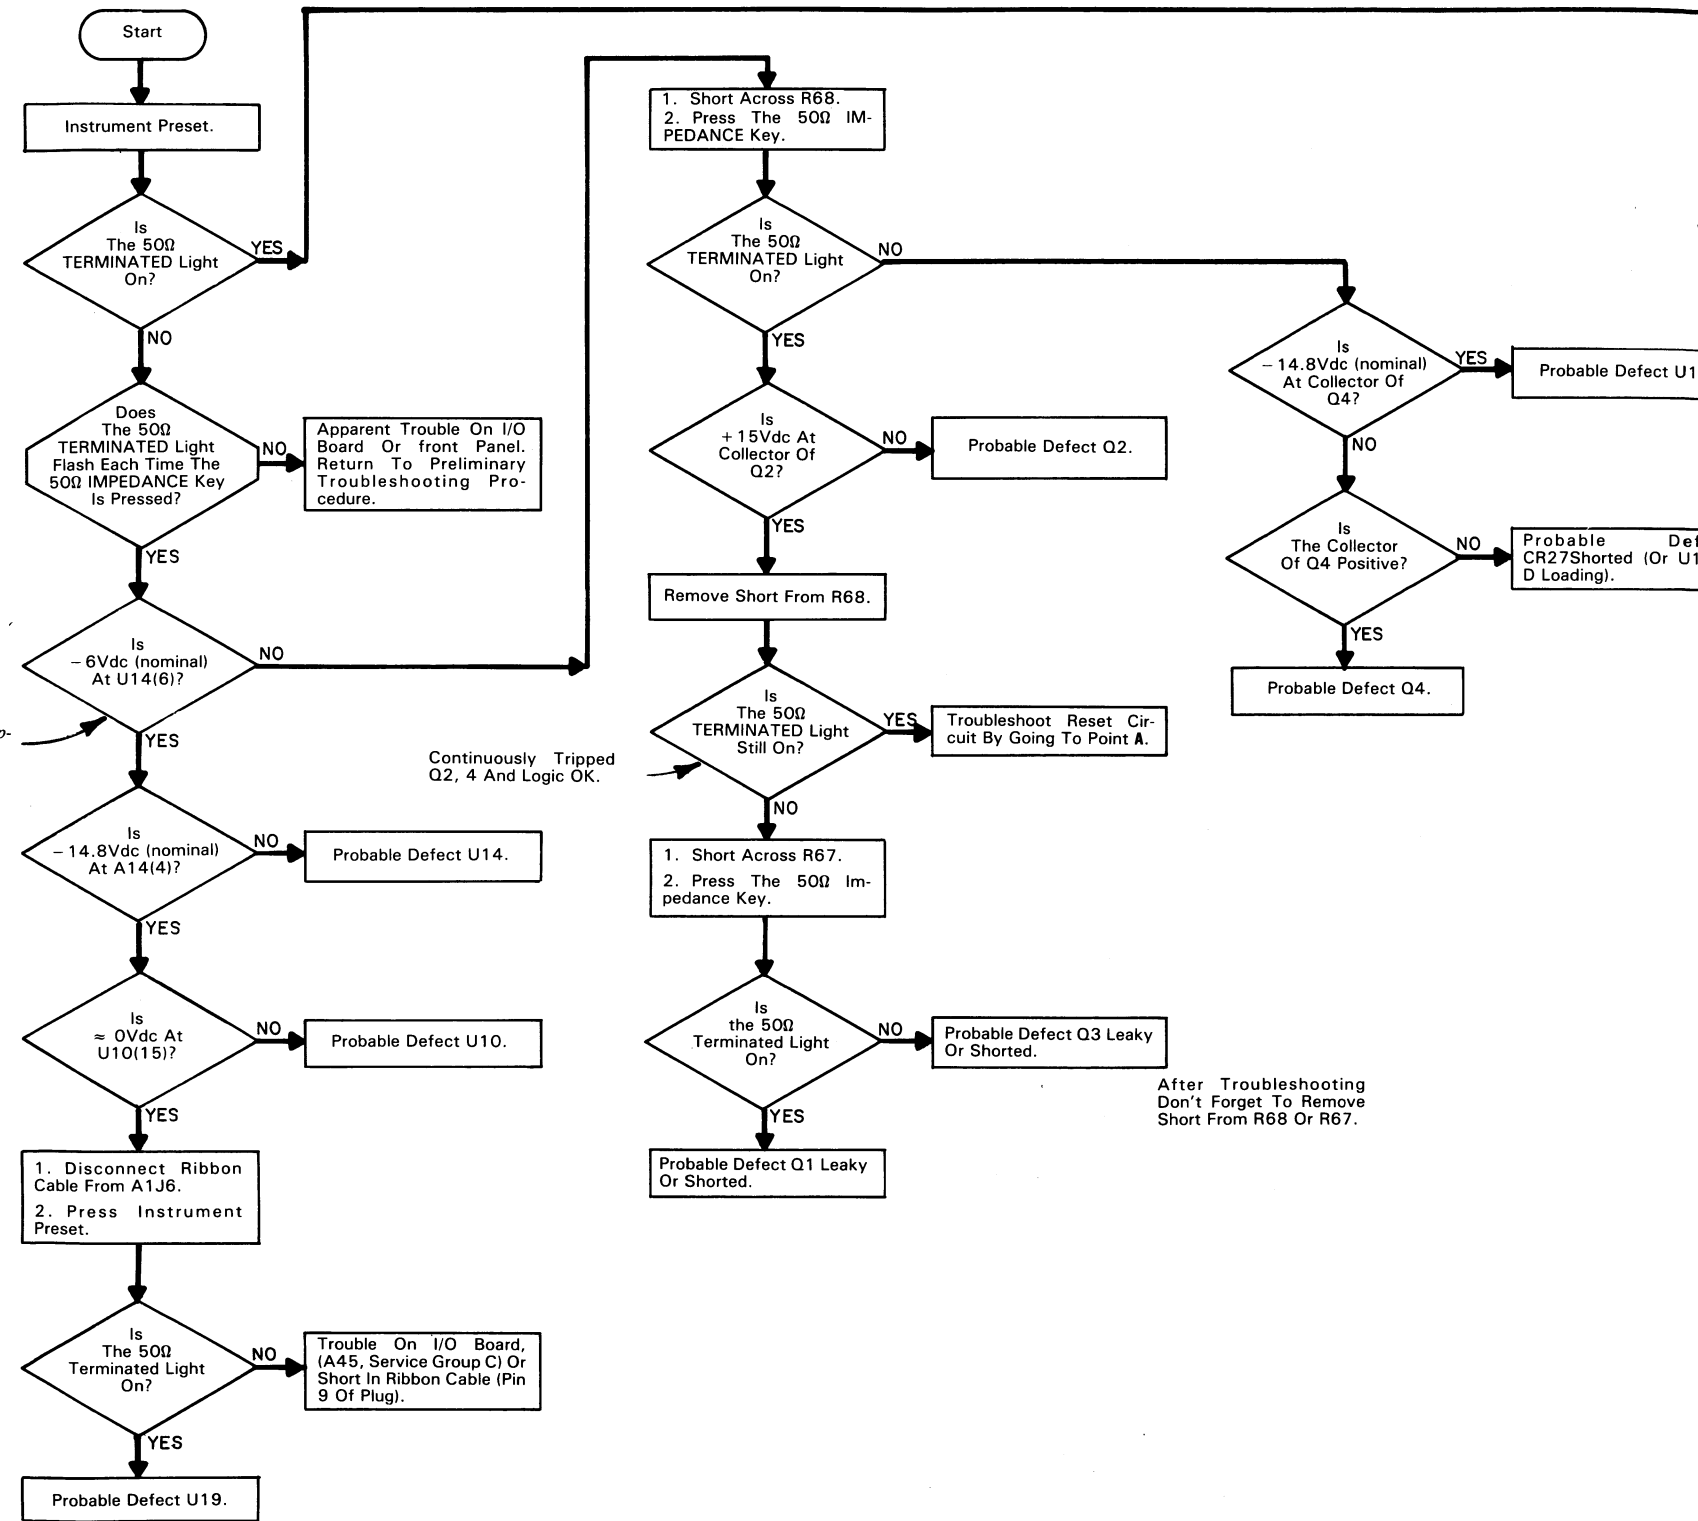 Start
Instrument Preset.
Is
The 50Ω
TERMINATED Light
On?
YES
NO
Does
The 50Ω
TERMINATED Light
Flash Each Time The
50Ω IMPEDANCE Key
Is Pressed?
NO
Apparent Trouble On I/O
Board Or front Panel.
Return To Preliminary
Troubleshooting Pro-
cedure.
YES
Is
– 6Vdc (nominal)
At U14(6)?
NO
YES
Is
– 14.8Vdc (nominal)
At A14(4)?
NO
Probable Defect U14.
YES
Is
≈ 0Vdc At
U10(15)?
NO
Probable Defect U10.
YES
1. Disconnect Ribbon
Cable From A1J6.
2. Press Instrument
Preset.
Is
The 50Ω
Terminated Light
On?
NO
Trouble On I/O Board,
(A45, Service Group C) Or
Short In Ribbon Cable (Pin
9 Of Plug).
YES
Probable Defect U19.
1. Short Across R68.
2. Press The 50Ω IM-
PEDANCE Key.
Is
The 50Ω
TERMINATED Light
On?
NO
YES
Is
+ 15Vdc At
Collector Of
Q2?
NO
Probable Defect Q2.
YES
Remove Short From R68.
Is
The 50Ω
TERMINATED Light
Still On?
YES
Troubleshoot Reset Cir-
cuit By Going To Point A.
Continuously Tripped
Q2, 4 And Logic OK.
NO
1. Short Across R67.
2. Press The 50Ω Im-
pedance Key.
Is
the 50Ω
Terminated Light
On?
NO
Probable Defect Q3 Leaky
Or Shorted.
YES
Probable Defect Q1 Leaky
Or Shorted.
After Troubleshooting
Don't Forget To Remove
Short From R68 Or R67.
Is
– 14.8Vdc (nominal)
At Collector Of
Q4?
YES
Probable Defect U1
NO
Is
The Collector
Of Q4 Positive?
NO
Probable Def
CR27Shorted (Or U1
D Loading).
YES
Probable Defect Q4.